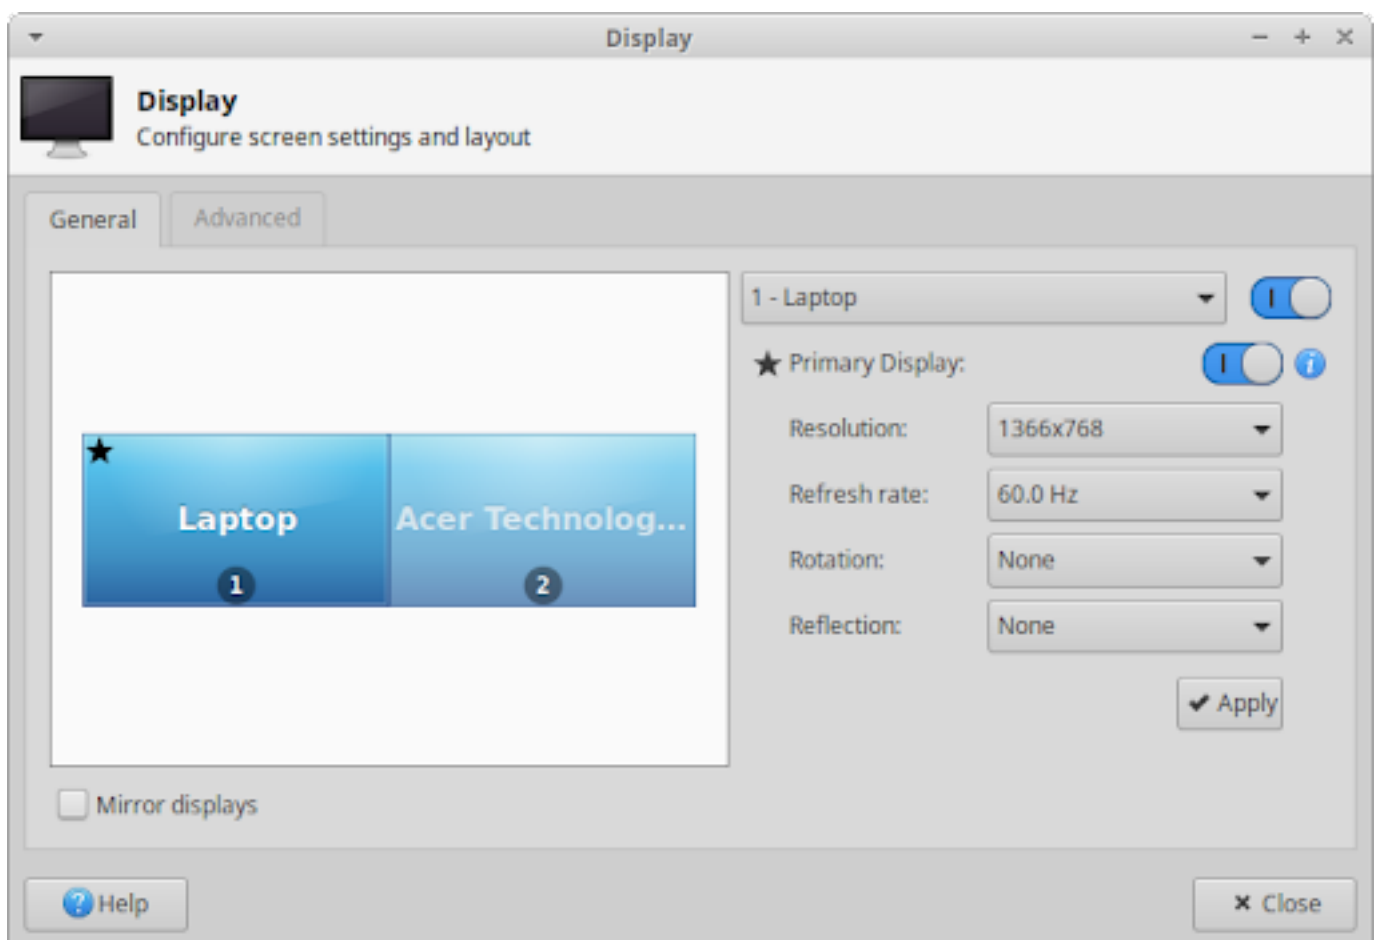 Display
Display
Configure screen settings and layout
General
Advanced
1 - Laptop
Primary Display:
Resolution:
1366x768
Refresh rate:
60.0 Hz
Rotation:
None
Reflection:
None
Apply
Laptop
1
Acer Technolog...
2
Mirror displays
Help
Close